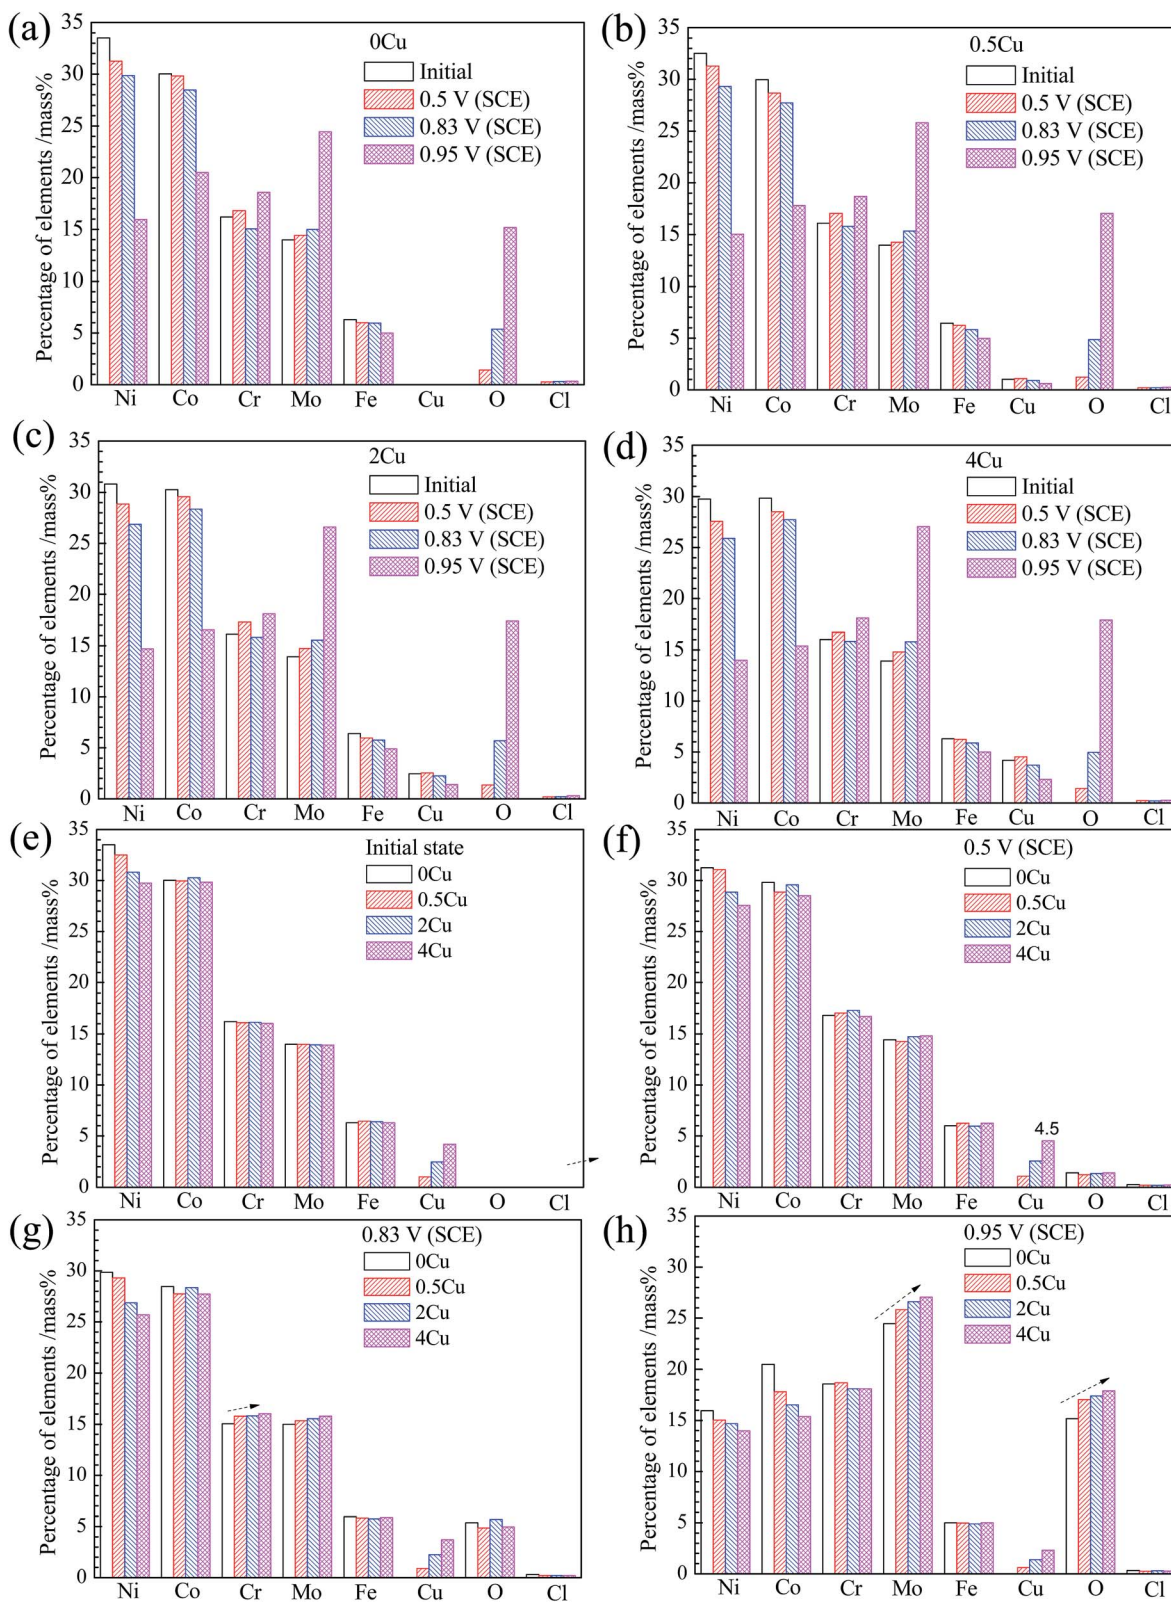 (a)
0Cu
Initial
0.5 V (SCE)
0.83 V (SCE)
0.95 V (SCE)
Percentage of elements /mass%
35
30
25
20
15
10
5
0
Ni Co Cr Mo Fe Cu O Cl
(b)
0.5Cu
Initial
0.5 V (SCE)
0.83 V (SCE)
0.95 V (SCE)
Percentage of elements /mass%
35
30
25
20
15
10
5
0
Ni Co Cr Mo Fe Cu O Cl
(c)
2Cu
Initial
0.5 V (SCE)
0.83 V (SCE)
0.95 V (SCE)
Percentage of elements /mass%
35
30
25
20
15
10
5
0
Ni Co Cr Mo Fe Cu O Cl
(d)
4Cu
Initial
0.5 V (SCE)
0.83 V (SCE)
0.95 V (SCE)
Percentage of elements /mass%
35
30
25
20
15
10
5
0
Ni Co Cr Mo Fe Cu O Cl
(e)
Initial state
0Cu
0.5Cu
2Cu
4Cu
Percentage of elements /mass%
35
30
25
20
15
10
5
0
Ni Co Cr Mo Fe Cu O Cl
(f)
0.5 V (SCE)
0Cu
0.5Cu
2Cu
4Cu
4.5
Percentage of elements /mass%
35
30
25
20
15
10
5
0
Ni Co Cr Mo Fe Cu O Cl
(g)
0.83 V (SCE)
0Cu
0.5Cu
2Cu
4Cu
Percentage of elements /mass%
35
30
25
20
15
10
5
0
Ni Co Cr Mo Fe Cu O Cl
(h)
0.95 V (SCE)
0Cu
0.5Cu
2Cu
4Cu
Percentage of elements /mass%
35
30
25
20
15
10
5
0
Ni Co Cr Mo Fe Cu O Cl